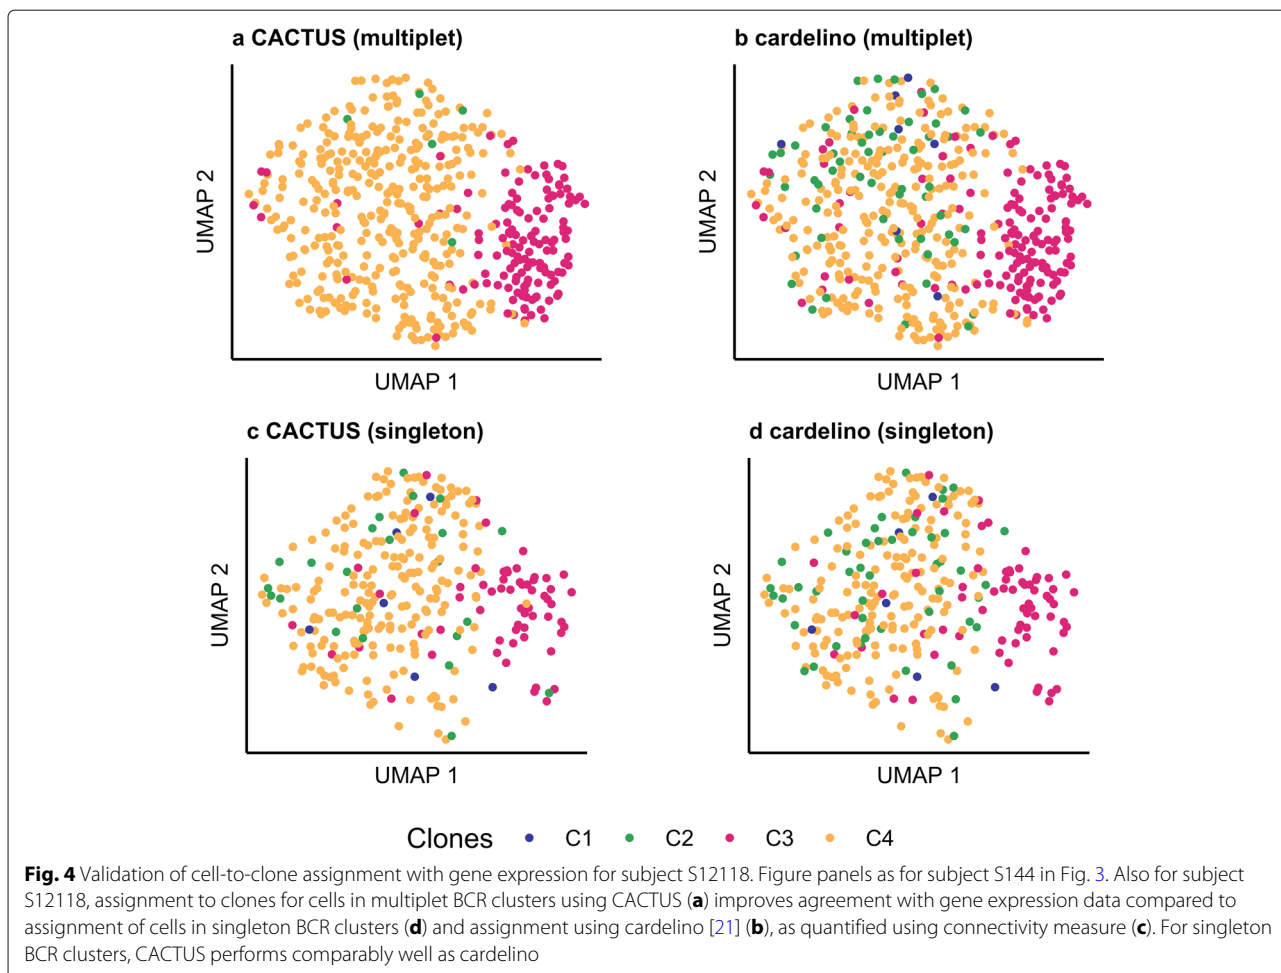 a CACTUS (multiplet)
b cardelino (multiplet)
UMAP 2
UMAP 2
UMAP 1
UMAP 1
c CACTUS (singleton)
d cardelino (singleton)
UMAP 2
UMAP 2
UMAP 1
UMAP 1
Clones C1 C2 C3 C4
Fig. 4 Validation of cell-to-clone assignment with gene expression for subject S12118. Figure panels as for subject S144 in Fig. 3. Also for subject
S12118, assignment to clones for cells in multiplet BCR clusters using CACTUS (a) improves agreement with gene expression data compared to
assignment of cells in singleton BCR clusters (d) and assignment using cardelino [21] (b), as quantified using connectivity measure (c). For singleton
BCR clusters, CACTUS performs comparably well as cardelino